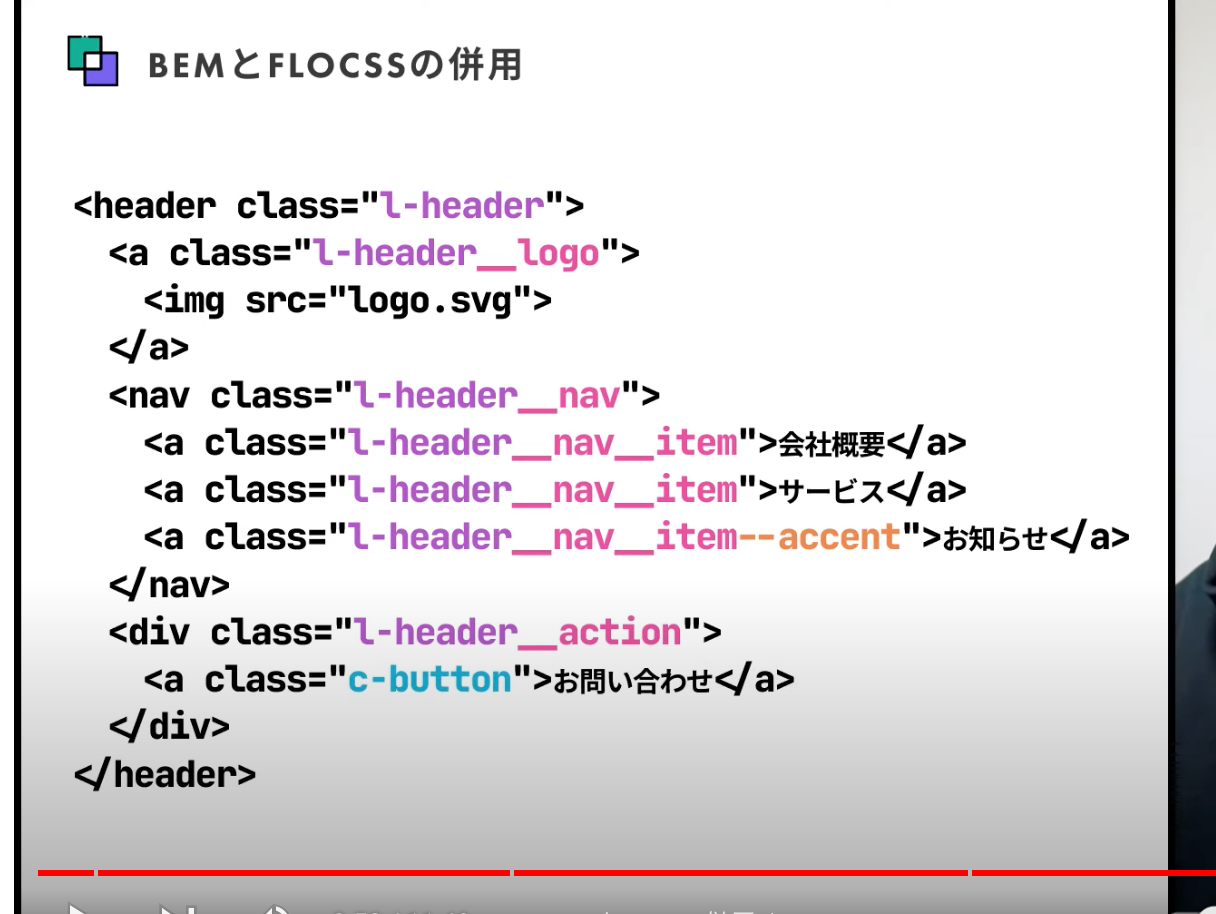 BEMとFLOCSSの併用
<header class="l-header">
<a class="l-header__logo">
<img src="logo.svg">
</a>
<nav class="l-header__nav">
<a class="l-header__nav__item">会社概要</a>
<a class="l-header__nav__item">サービス</a>
<a class="l-header__nav__item--accent">お知らせ</a>
</nav>
<div class="l-header__action">
<a class="c-button">お問い合わせ</a>
</div>
</header>